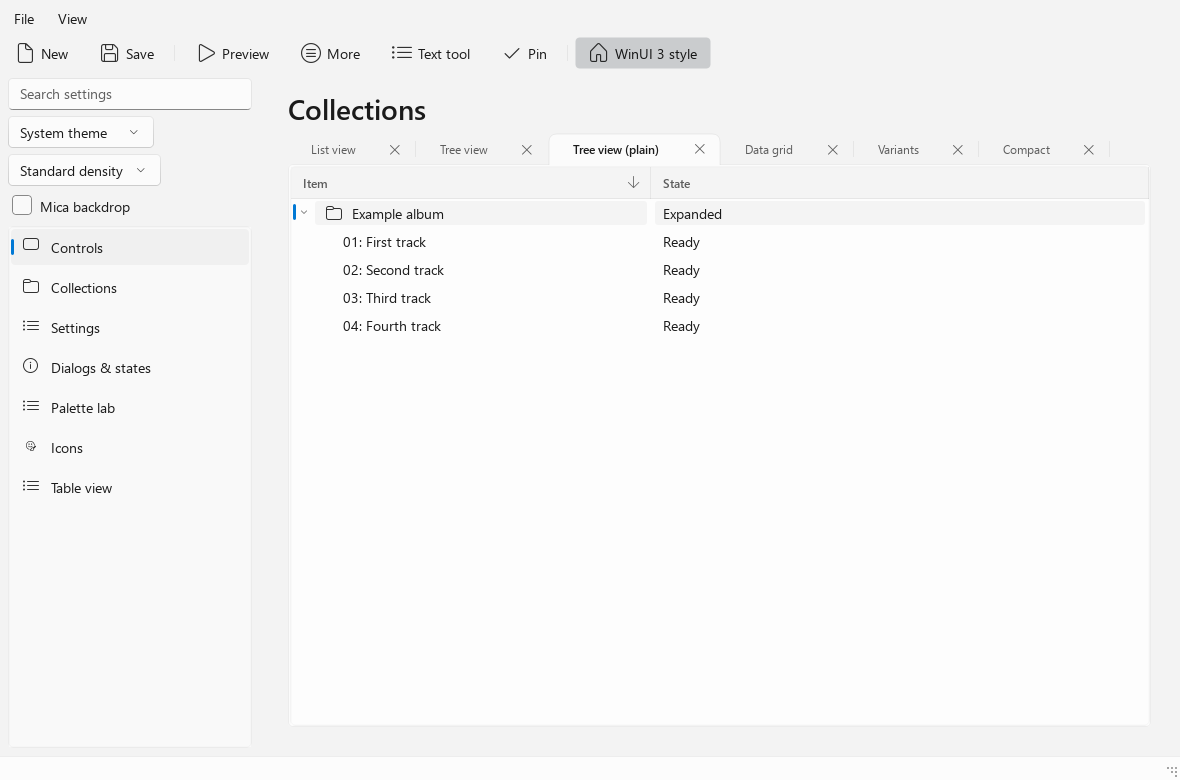 File View
New Save Preview More Text tool Pin WinUI 3 style
Search settings
System theme
Standard density
Mica backdrop
Controls
Collections
Settings
Dialogs & states
Palette lab
Icons
Table view
Collections
List view Tree view Tree view (plain) Data grid Variants Compact
Item State
Example album Expanded
01: First track Ready
02: Second track Ready
03: Third track Ready
04: Fourth track Ready